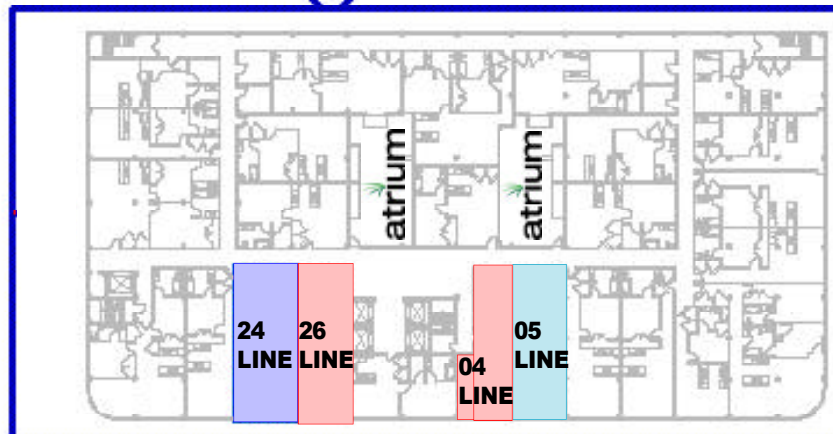 atrium
atrium
24
LINE
26
LINE
04
LINE
05
LINE